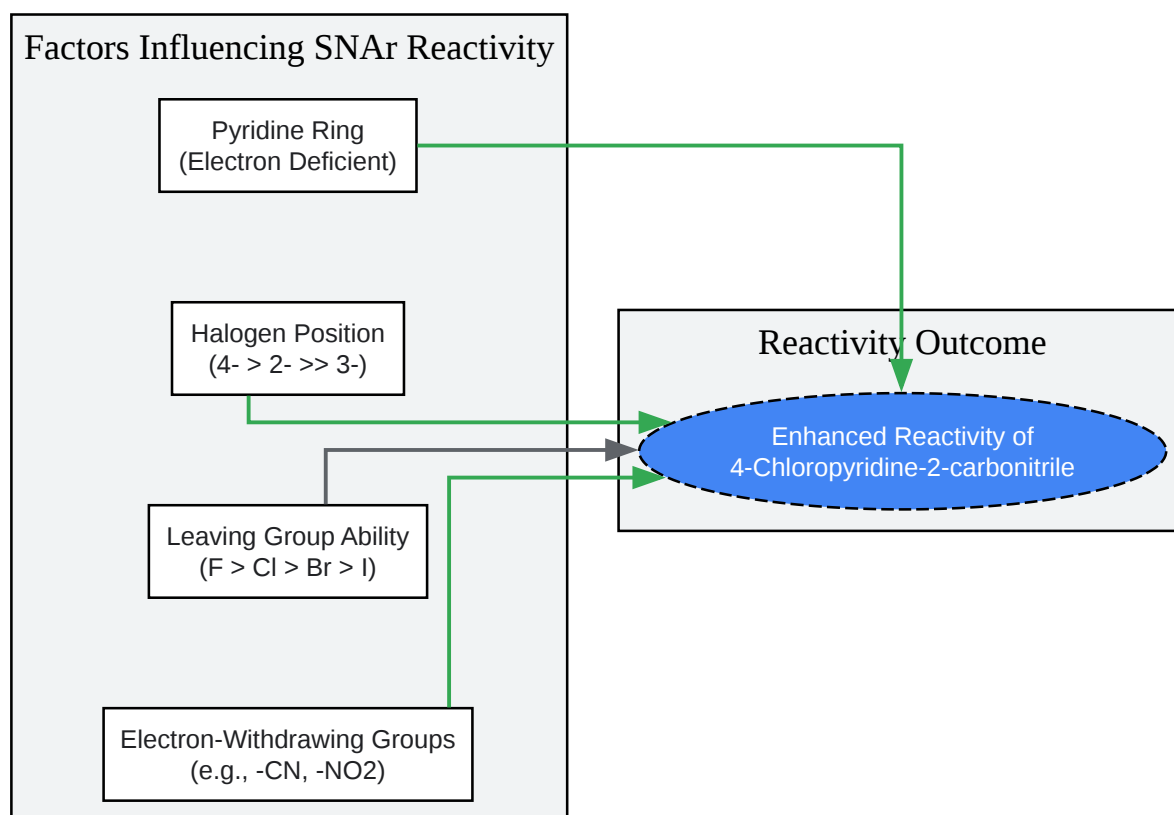 Factors Influencing SNAr Reactivity
Pyridine Ring
(Electron Deficient)
Halogen Position
(4- > 2- >> 3-)
Leaving Group Ability
(F > Cl > Br > I)
Electron-Withdrawing Groups
(e.g., -CN, -NO2)
Reactivity Outcome
Enhanced Reactivity of
4-Chloropyridine-2-carbonitrile